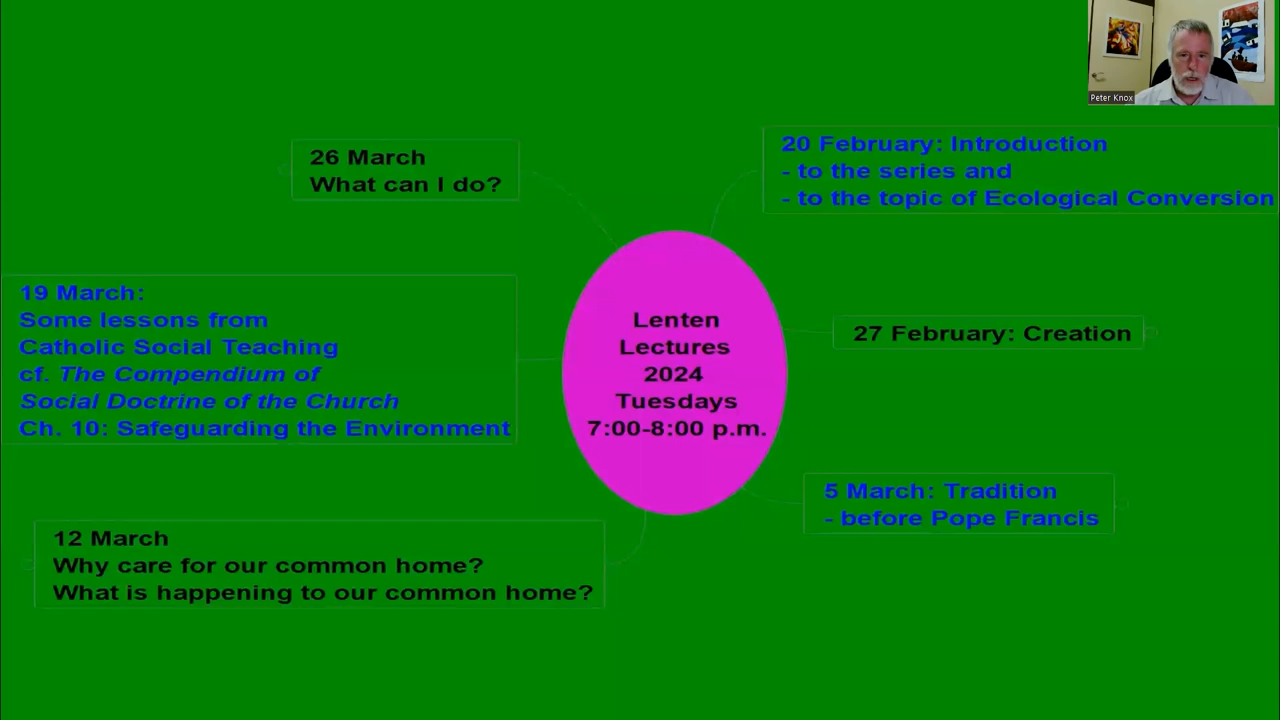 Peter Knox
26 March
What can I do?
20 February: Introduction
- to the series and
- to the topic of Ecological Conversion
19 March:
Some lessons from
Catholic Social Teaching
cf. The Compendium of
Social Doctrine of the Church
Ch. 10: Safeguarding the Environment
Lenten
Lectures
2024
Tuesdays
7:00-8:00 p.m.
27 February: Creation
5 March: Tradition
- before Pope Francis
12 March
Why care for our common home?
What is happening to our common home?